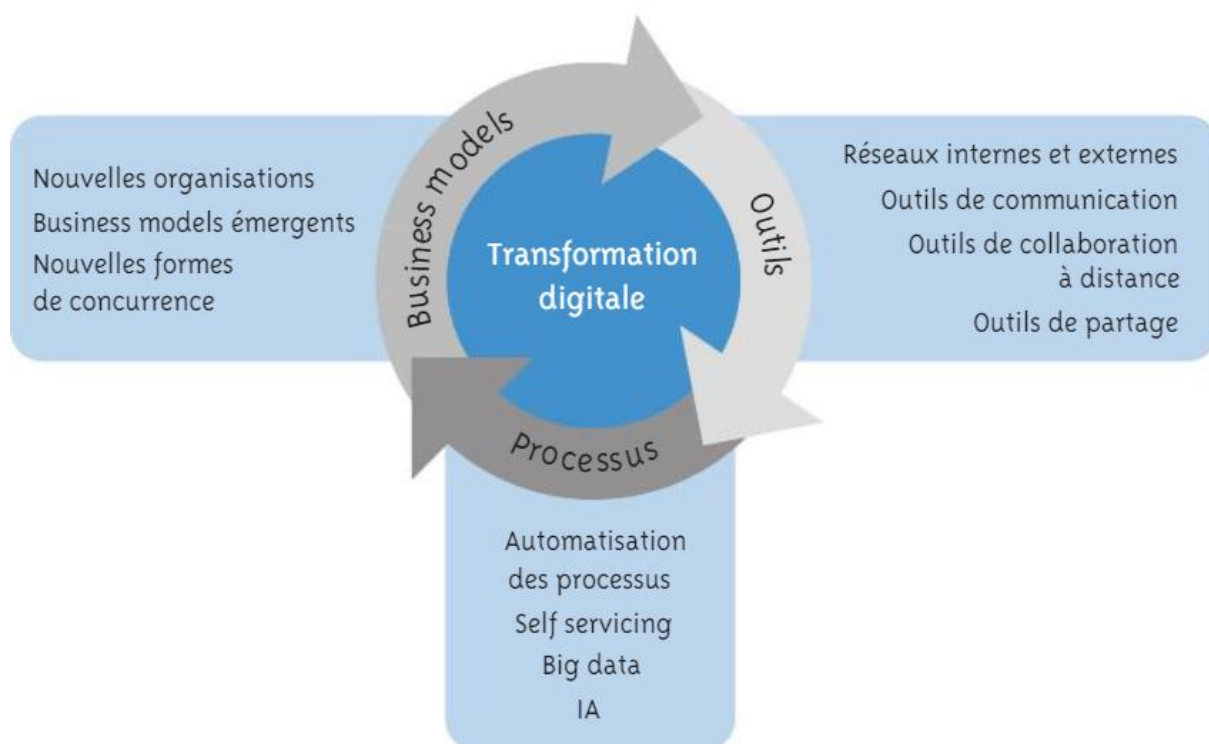 Transformation
digitale
Business models
Nouvelles organisations
Business models émergents
Nouvelles formes
de concurrence
Outils
Réseaux internes et externes
Outils de communication
Outils de collaboration
à distance
Outils de partage
Processus
Automatisation
des processus
Self servicing
Big data
IA